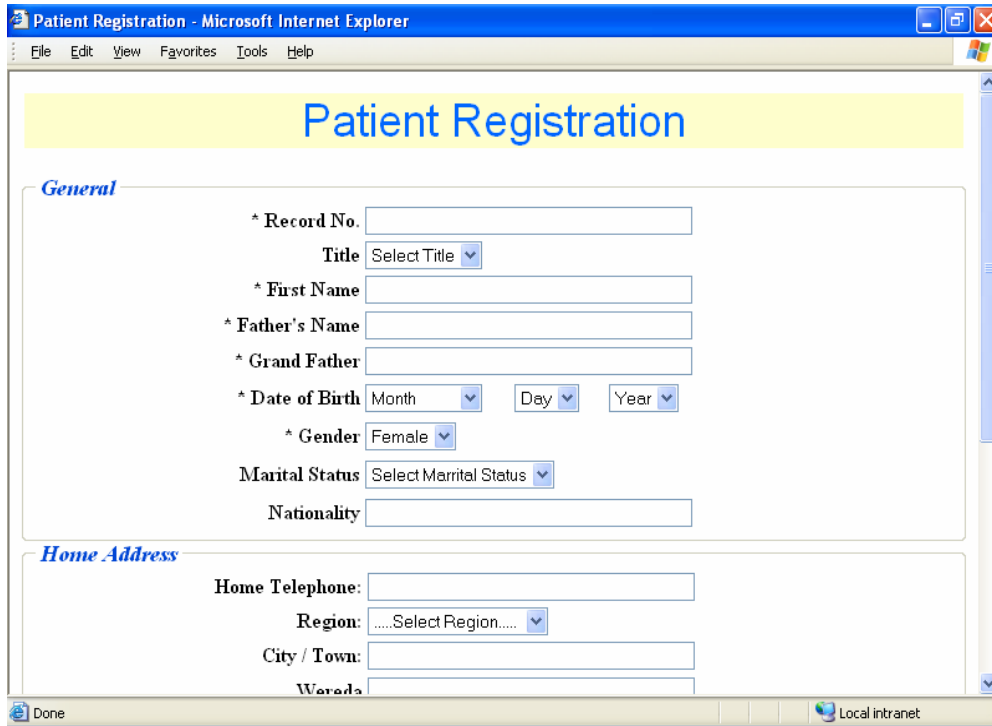 Patient Registration - Microsoft Internet Explorer
File Edit View Favorites Tools Help
Patient Registration
General
* Record No.
Title Select Title
* First Name
* Father's Name
* Grand Father
* Date of Birth Month Day Year
* Gender Female
Marital Status Select Marrital Status
Nationality
Home Address
Home Telephone:
Region: .....Select Region.....
City / Town:
Wereda
Done Local intranet